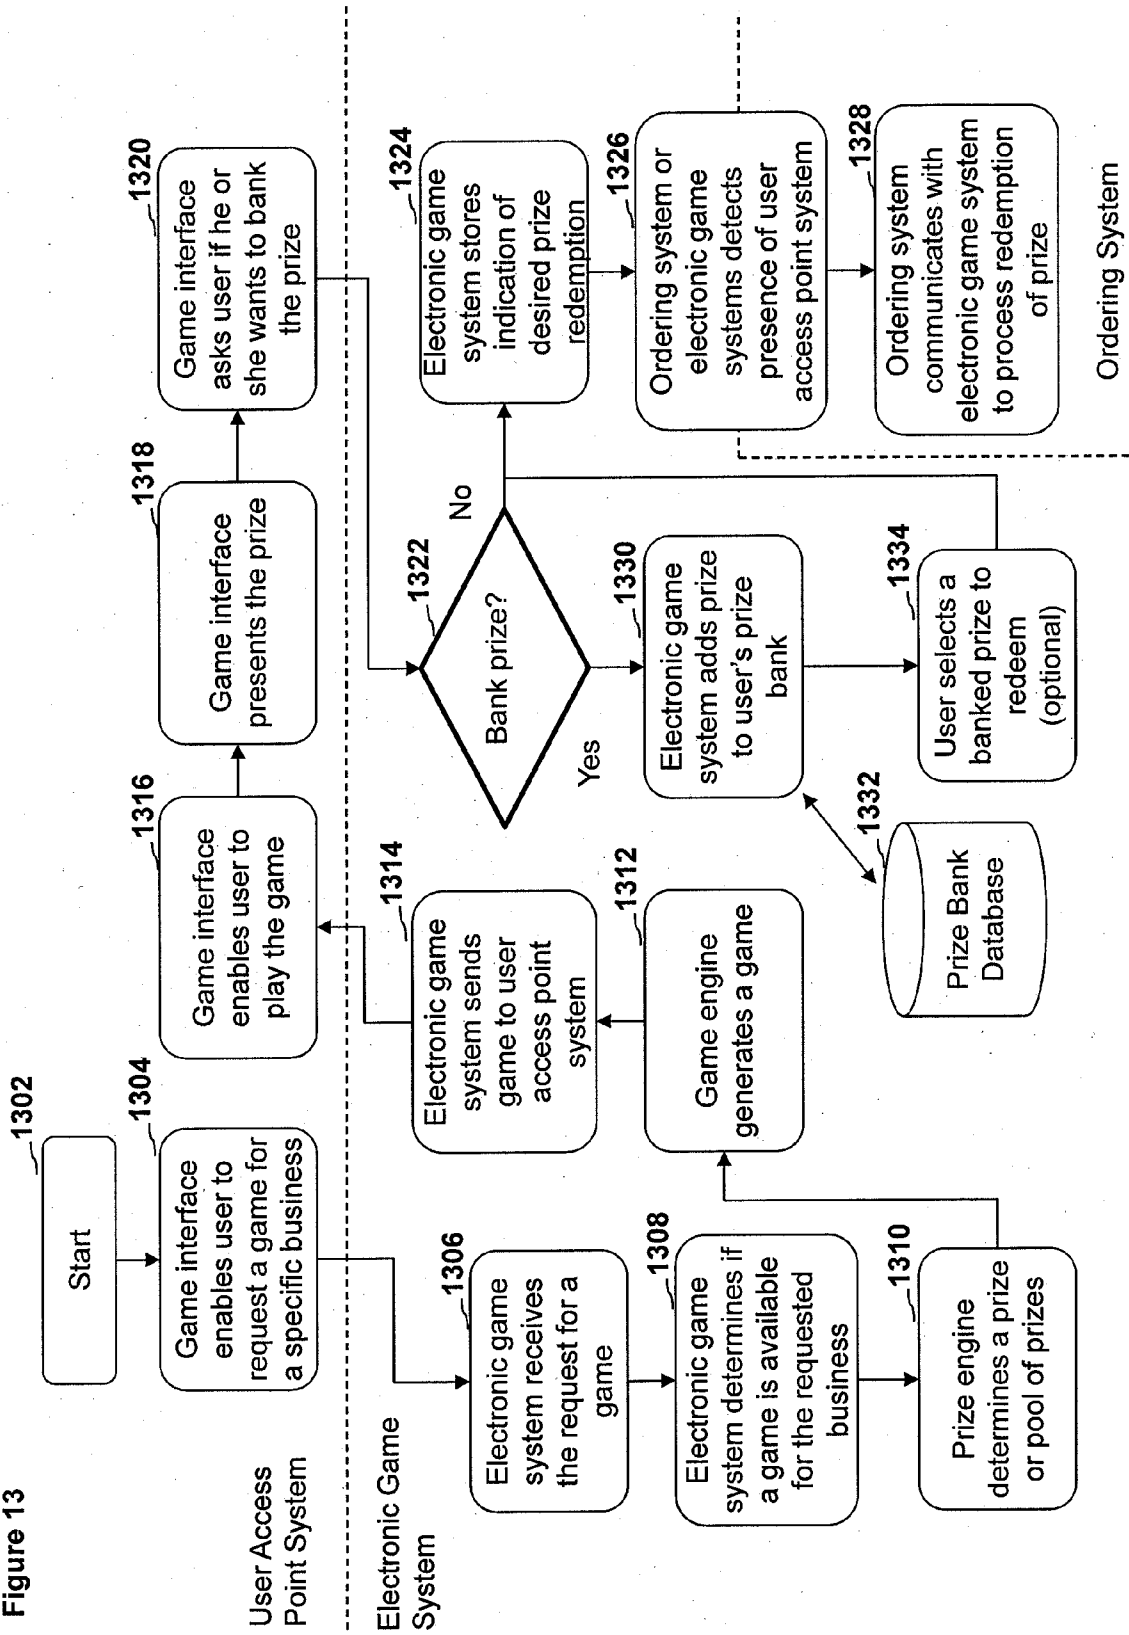 Figure 13
1302
Start
1304
Game interface
enables user to
request a game for
a specific business
User Access
Point System
Electronic Game
System
1306
Electronic game
system receives
the request for a
game
1308
Electronic game
system determines if
a game is available
for the requested
business
1310
Prize engine
determines a prize
or pool of prizes
1312
Game engine
generates a game
1314
Electronic game
system sends
game to user
access point
system
1316
Game interface
enables user to
play the game
1318
Game interface
presents the prize
1320
Game interface
asks user if he or
she wants to bank
the prize
1322
Bank prize?
No
Yes
1324
Electronic game
system stores
indication of
desired prize
redemption
1326
Ordering system or
electronic game
systems detects
presence of user
access point system
1328
Ordering system
communicates with
electronic game system
to process redemption
of prize
Ordering System
1330
Electronic game
system adds prize
to user's prize
bank
1332
Prize Bank
Database
1334
User selects a
banked prize to
redeem
(optional)